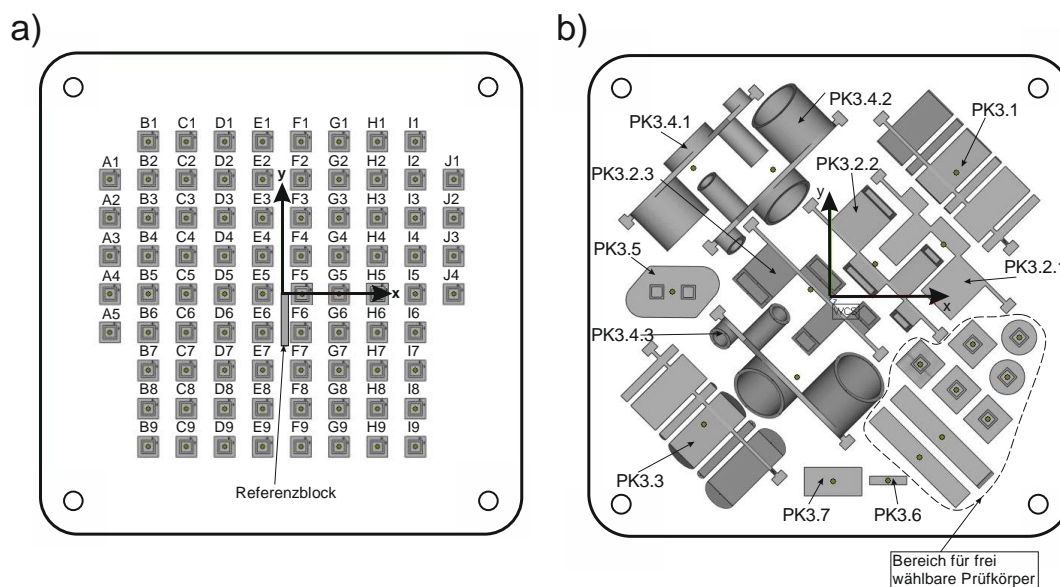 a)
B1 C1 D1 E1 F1 G1 H1 I1
A1 B2 C2 D2 E2 F2 G2 H2 I2 J1
y
A2 B3 C3 D3 E3 F3 G3 H3 I3 J2
A3 B4 C4 D4 E4 F4 G4 H4 I4 J3
A4 B5 C5 D5 E5 F5 G5 H5 I5 J4
x
A5 B6 C6 D6 E6 F6 G6 H6 I6
B7 C7 D7 E7 F7 G7 H7 I7
B8 C8 D8 E8 F8 G8 H8 I8
B9 C9 D9 E9 F9 G9 H9 I9
Referenzblock
b)
PK3.4.2
PK3.1
PK3.4.1
PK3.2.2
PK3.2.3
y
PK3.5
PK3.2.1
x
WCS
PK3.4.3
PK3.3
PK3.7
PK3.6
Bereich für frei
wählbare Prüfkörper